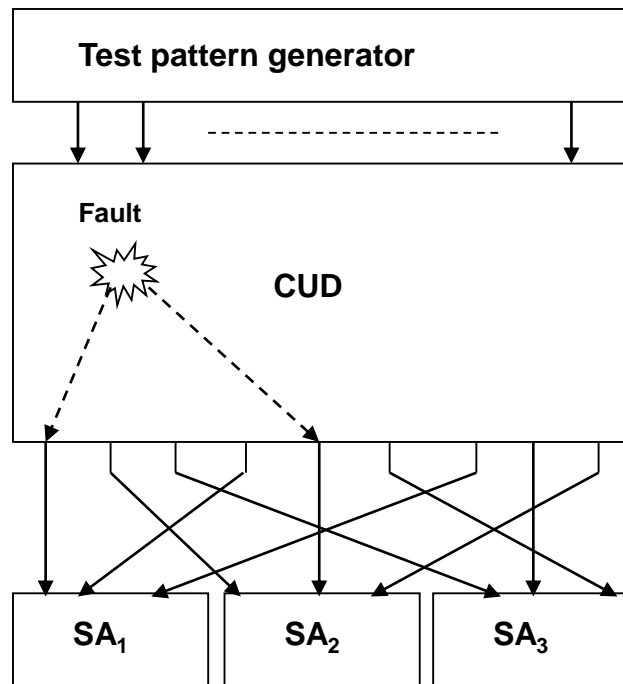 Test pattern generator
Fault
CUD
SA₁
SA₂
SA₃